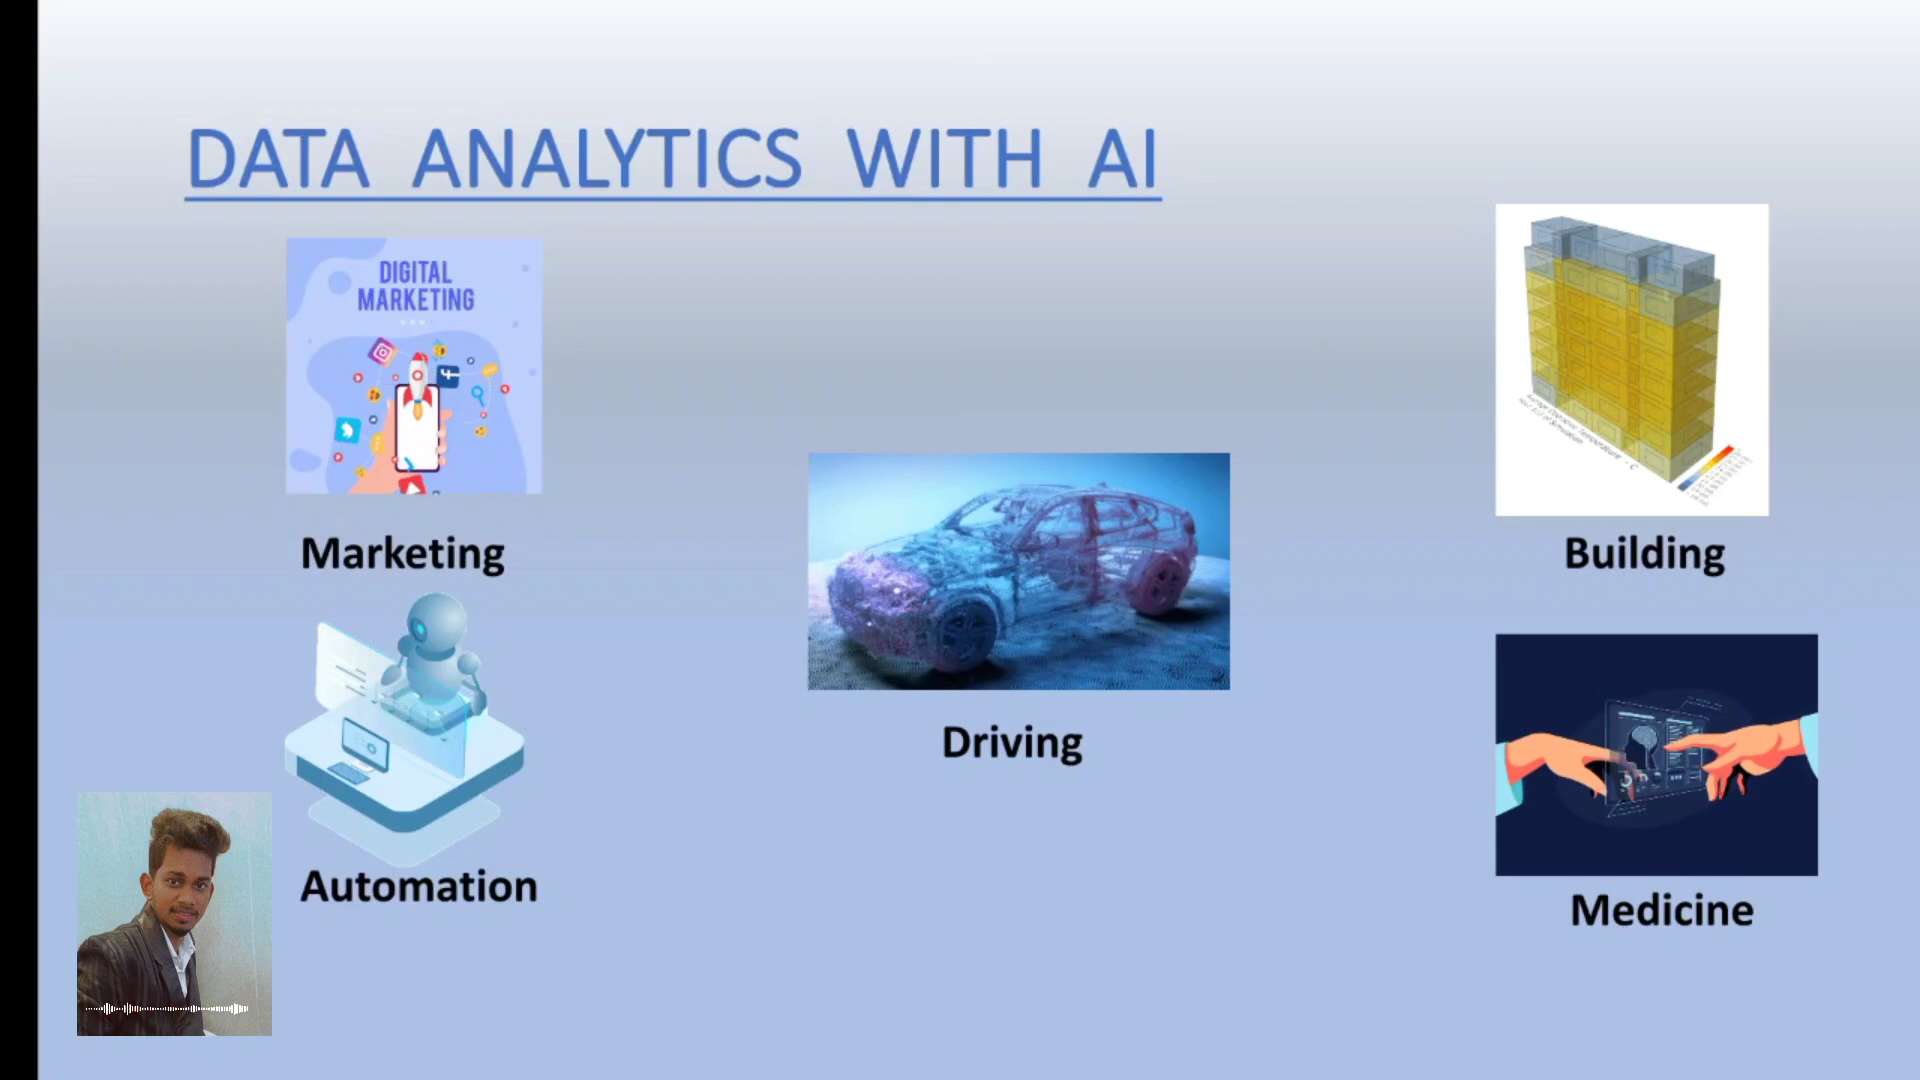 DATA ANALYTICS WITH AI
DIGITAL
MARKETING
Marketing
Building
Driving
Automation
Medicine